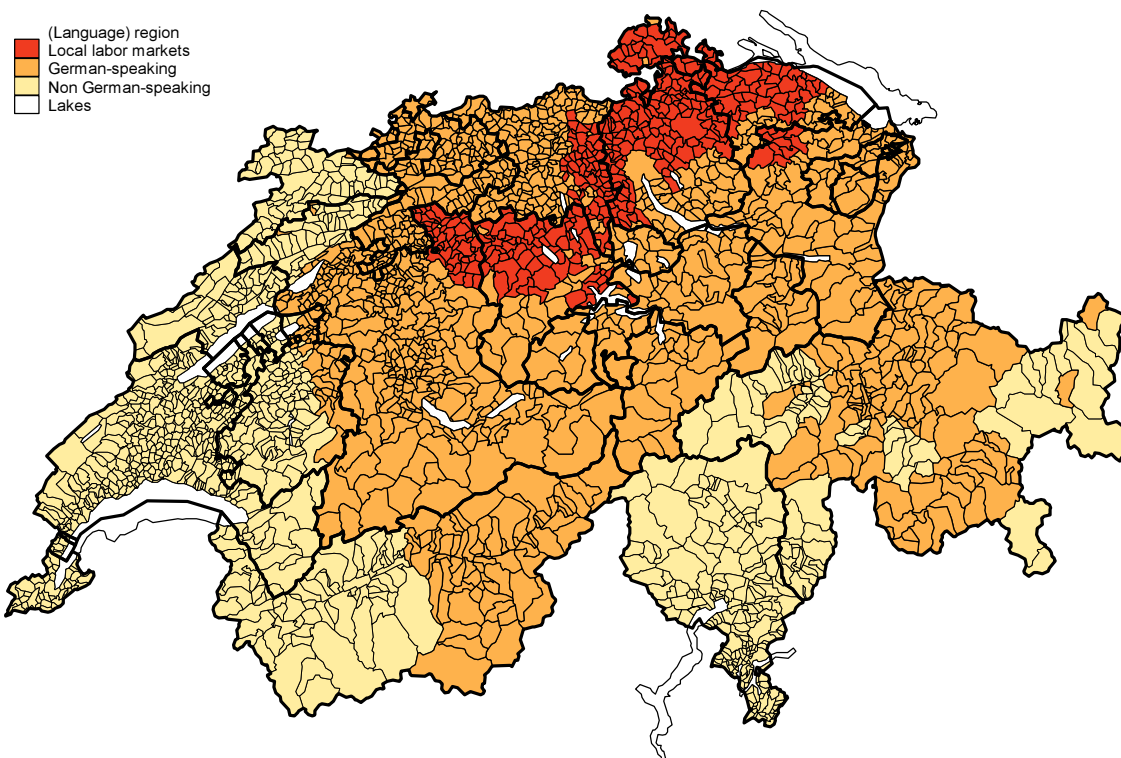 (Language) region
Local labor markets
German-speaking
Non German-speaking
Lakes